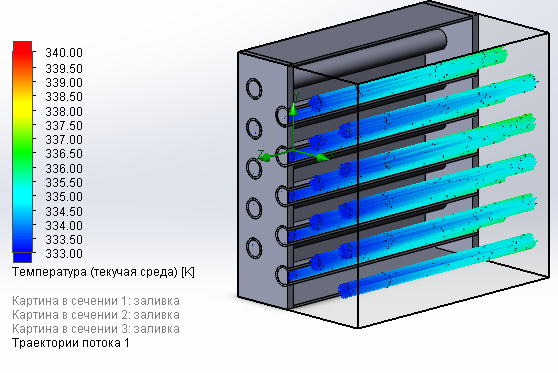 340.00
339.50
339.00
338.50
338.00
337.50
337.00
336.50
336.00
335.50
335.00
334.50
334.00
333.50
333.00
Температура (текучая среда) [K]
Картина в сечении 1: заливка
Картина в сечении 2: заливка
Картина в сечении 3: заливка
Траектории потока 1
Y
Z